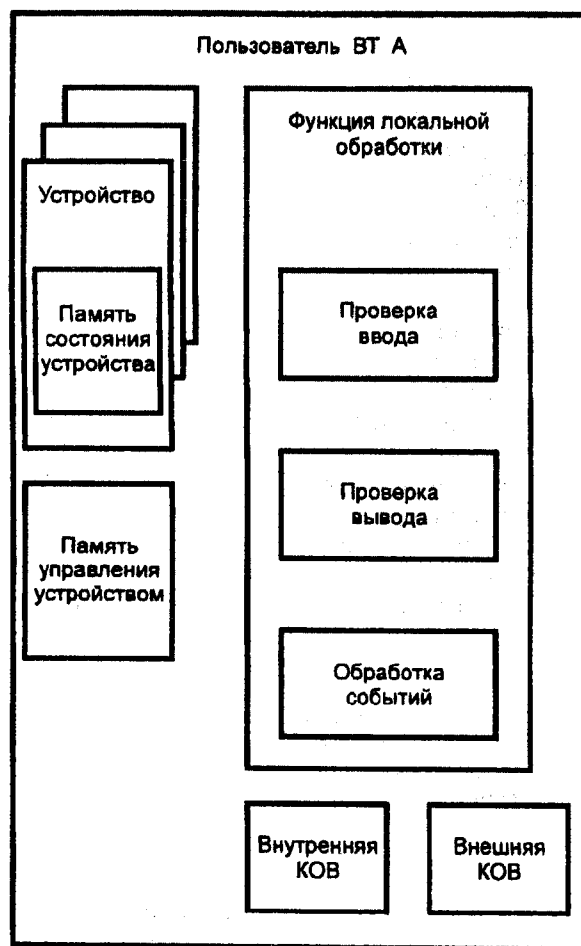 Пользователь ВТ А
Функция локальной
обработки
Устройство
Память
состояния
устройства
Проверка
ввода
Проверка
вывода
Память
управления
устройством
Обработка
событий
Внутренняя
КОВ
Внешняя
КОВ